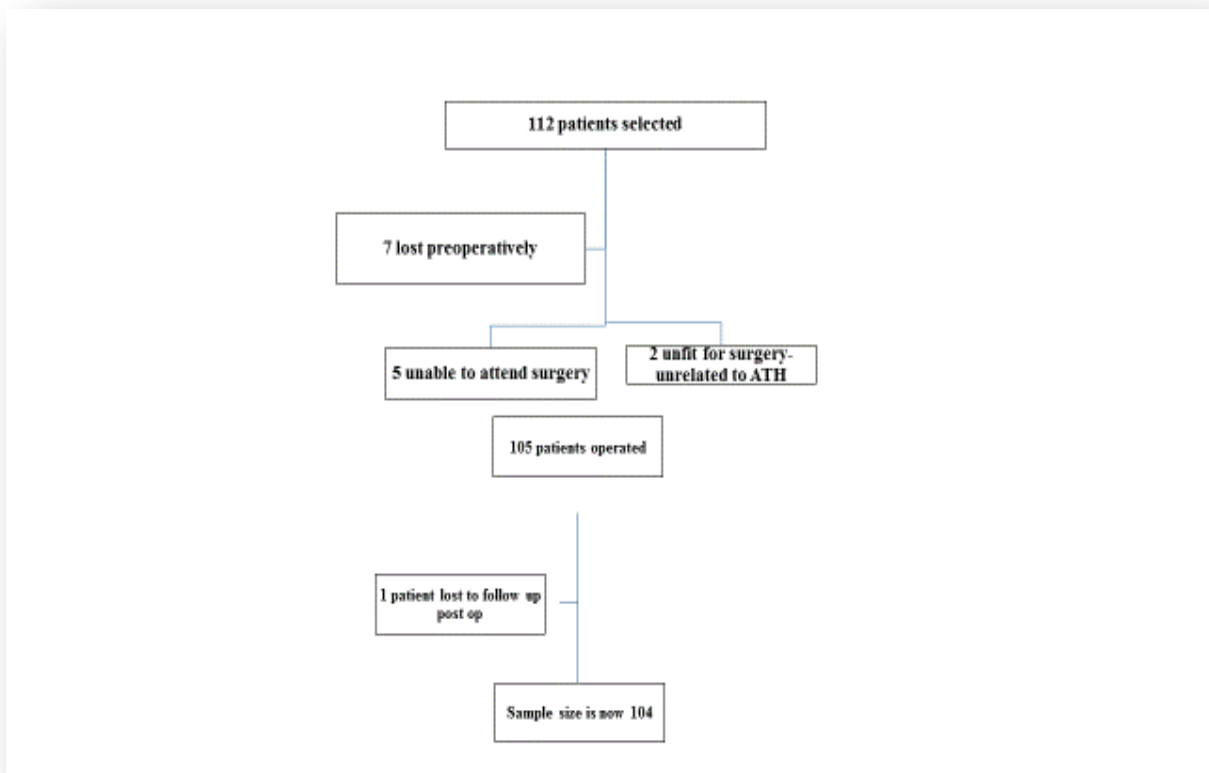 112 patients selected
7 lost preoperatively
5 unable to attend surgery
2 unfit for surgery-
unrelated to ATH
105 patients operated
1 patient lost to follow up
post op
Sample size is now 104